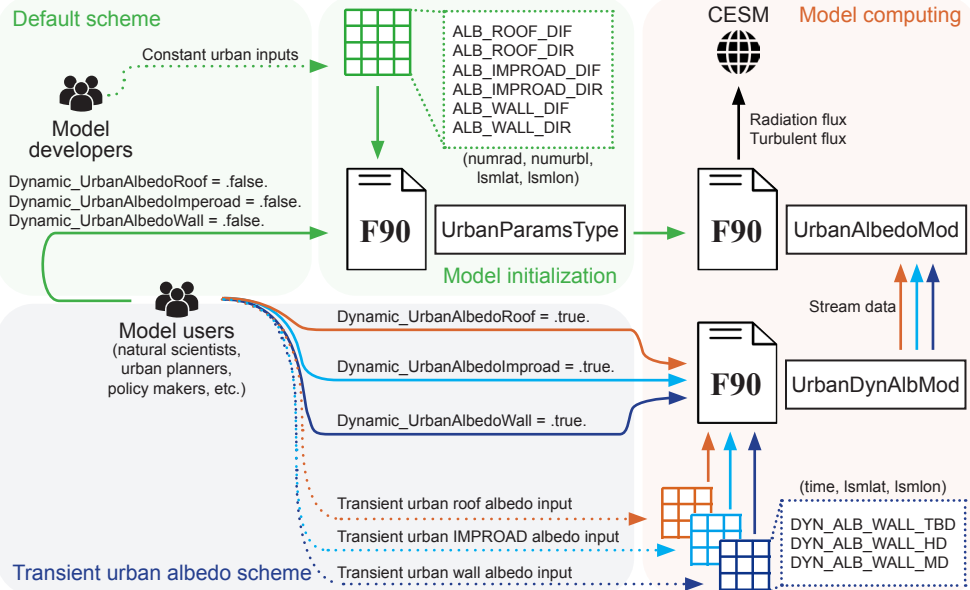 Default scheme
Constant urban inputs
Model
developers
ALB_ROOF_DIF
ALB_ROOF_DIR
ALB_IMPROAD_DIF
ALB_IMPROAD_DIR
ALB_WALL_DIF
ALB_WALL_DIR
(numrad, numurbl,
lsmlat, lsmlon)
CESM
Model computing
Radiation flux
Turbulent flux
Dynamic_UrbanAlbedoRoof = .false.
Dynamic_UrbanAlbedoImperoad = .false.
Dynamic_UrbanAlbedoWall = .false.
F90
UrbanParamsType
Model initialization
F90
UrbanAlbedoMod
Stream data
Model users
(natural scientists,
urban planners,
policy makers, etc.)
Dynamic_UrbanAlbedoRoof = .true.
Dynamic_UrbanAlbedoImproad = .true.
Dynamic_UrbanAlbedoWall = .true.
F90
UrbanDynAlbMod
Transient urban roof albedo input
Transient urban IMPROAD albedo input
Transient urban wall albedo input
(time, lsmlat, lsmlon)
DYN_ALB_WALL_TBD
DYN_ALB_WALL_HD
DYN_ALB_WALL_MD
Transient urban albedo scheme